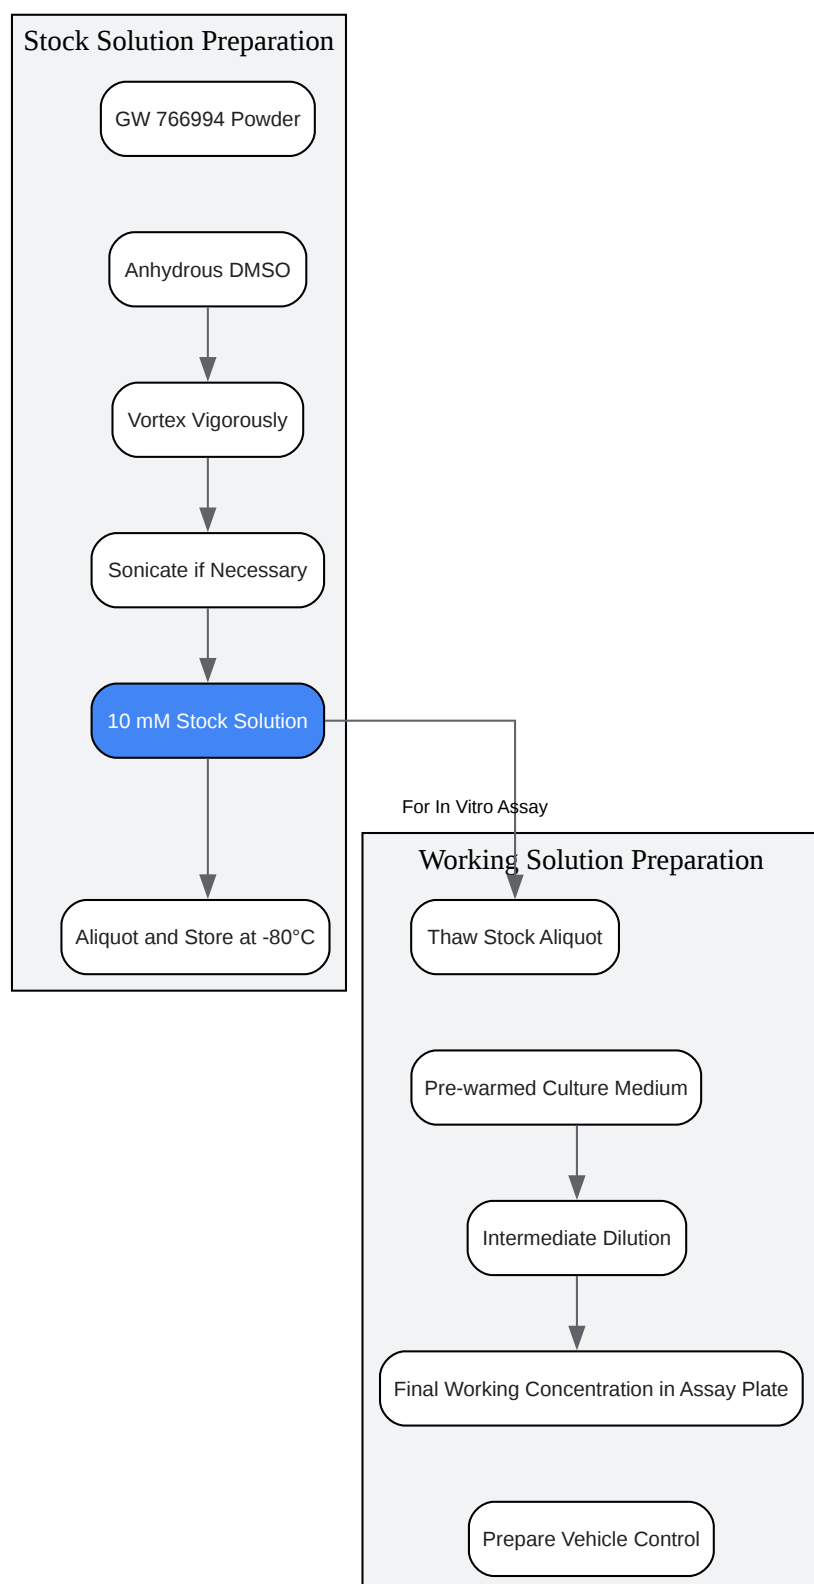 Stock Solution Preparation
GW 766994 Powder
Anhydrous DMSO
Vortex Vigorously
Sonicate if Necessary
10 mM Stock Solution
Aliquot and Store at -80°C
For In Vitro Assay
Working Solution Preparation
Thaw Stock Aliquot
Pre-warmed Culture Medium
Intermediate Dilution
Final Working Concentration in Assay Plate
Prepare Vehicle Control